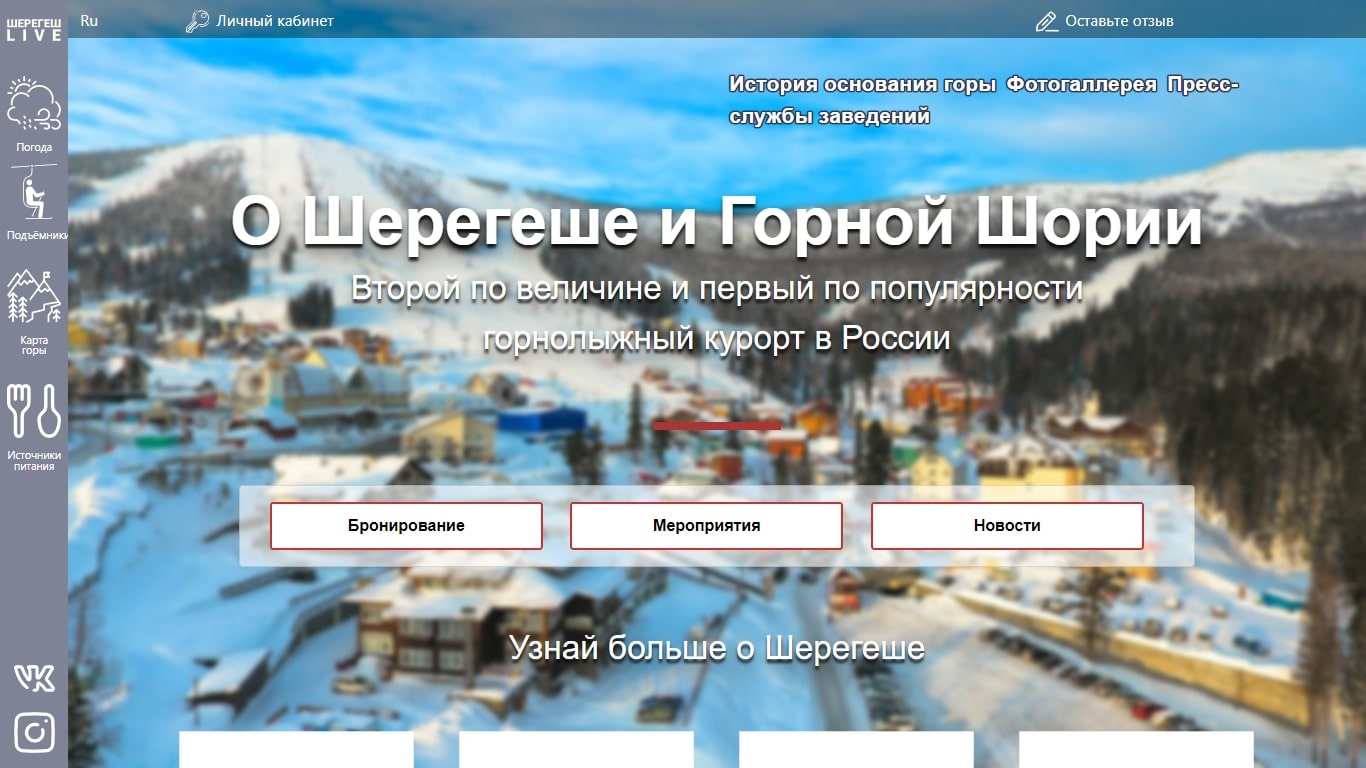 ШЕРЕГЕШ
LIVE
Ru
Личный кабинет
Оставьте отзыв
Погода
Подъёмники
Карта
горы
Источники
питания
История основания горы Фотогаллерея Пресс-
службы заведений
О Шерегеше и Горной Шории
Второй по величине и первый по популярности
горнолыжный курорт в России
Бронирование
Мероприятия
Новости
Узнай больше о Шерегеше